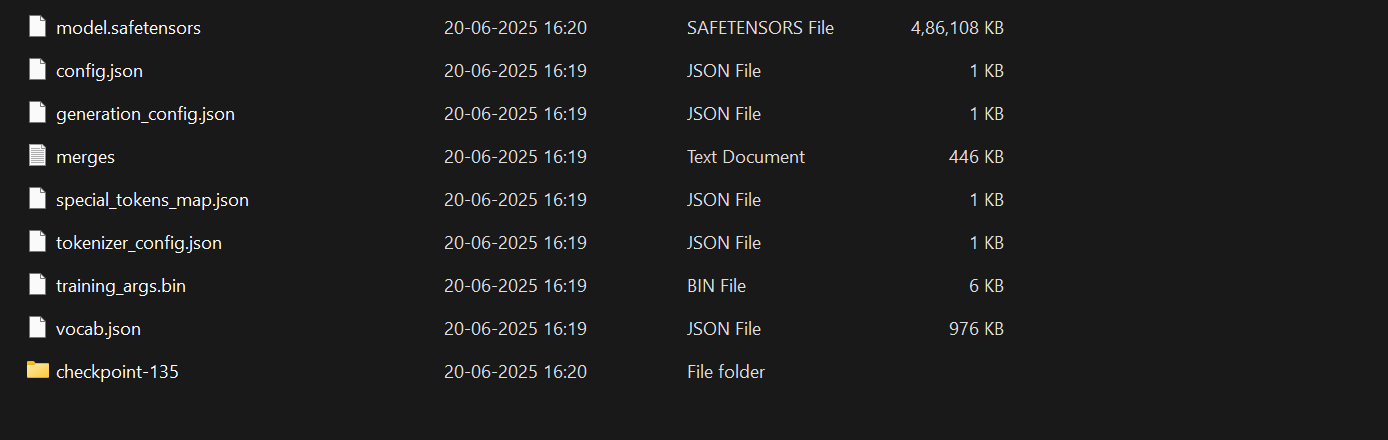 model.safetensors 20-06-2025 16:20 SAFETENSORS File 4,86,108 KB
config.json 20-06-2025 16:19 JSON File 1 KB
generation_config.json 20-06-2025 16:19 JSON File 1 KB
merges 20-06-2025 16:19 Text Document 446 KB
special_tokens_map.json 20-06-2025 16:19 JSON File 1 KB
tokenizer_config.json 20-06-2025 16:19 JSON File 1 KB
training_args.bin 20-06-2025 16:19 BIN File 6 KB
vocab.json 20-06-2025 16:19 JSON File 976 KB
checkpoint-135 20-06-2025 16:20 File folder